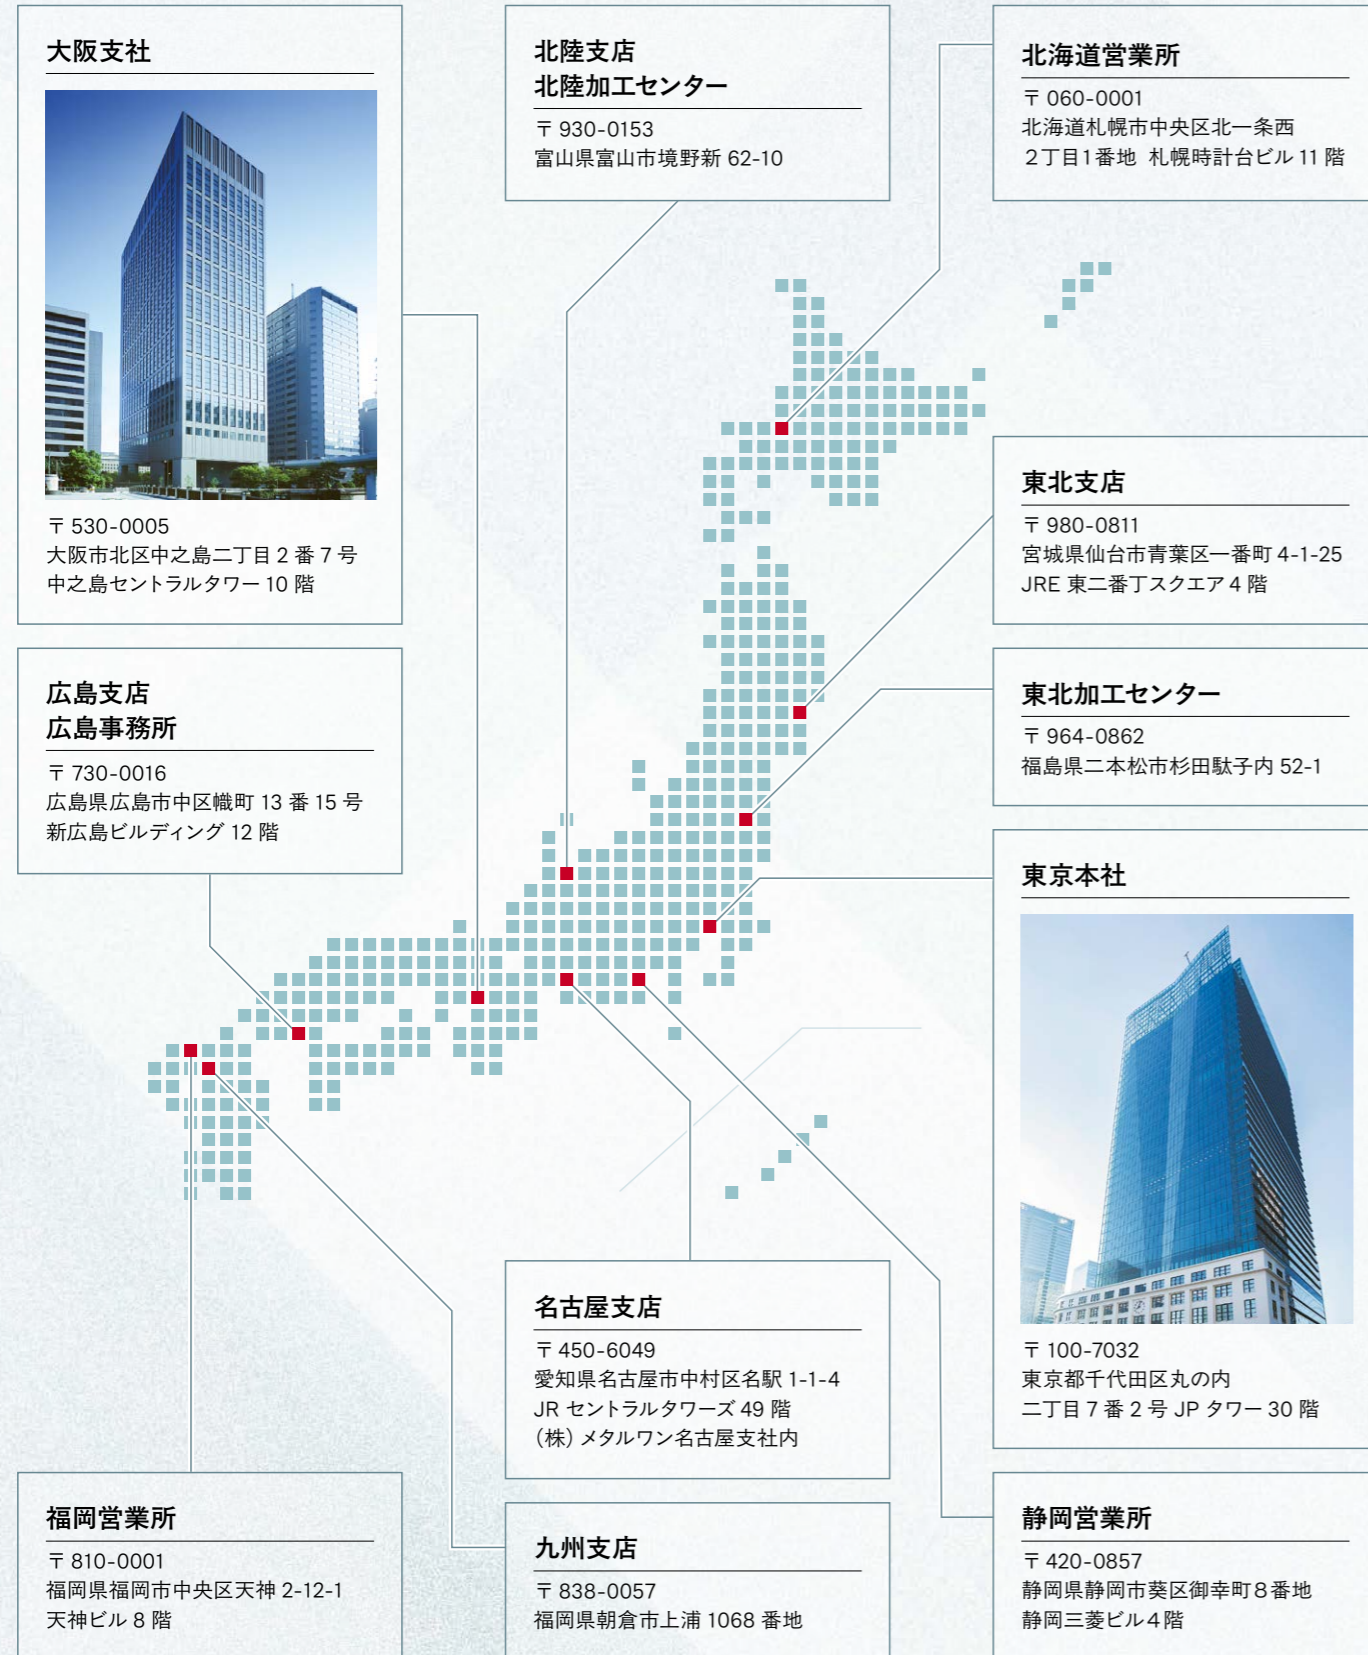 大阪支社
〒530-0005
大阪市北区中之島二丁目2番7号
中之島セントラルタワー10階
北陸支店
北陸加工センター
〒930-0153
富山県富山市境野新 62-10
北海道営業所
〒060-0001
北海道札幌市中央区北一条西
2丁目1番地 札幌時計台ビル11階
東北支店
〒980-0811
宮城県仙台市青葉区一番町 4-1-25
JRE 東二番丁スクエア4階
広島支店
広島事務所
〒730-0016
広島県広島市中区幟町 13 番 15 号
新広島ビルディング 12 階
東北加工センター
〒964-0862
福島県二本松市杉田駄子内 52-1
東京本社
〒100-7032
東京都千代田区丸の内
二丁目7番2号 JPタワー30階
名古屋支店
〒450-6049
愛知県名古屋市中村区名駅 1-1-4
JR セントラルタワーズ 49 階
(株)メタルワン名古屋支社内
福岡営業所
〒810-0001
福岡県福岡市中央区天神 2-12-1
天神ビル 8 階
九州支店
〒838-0057
福岡県朝倉市上浦 1068 番地
静岡営業所
〒420-0857
静岡県静岡市葵区御幸町8番地
静岡三菱ビル4階